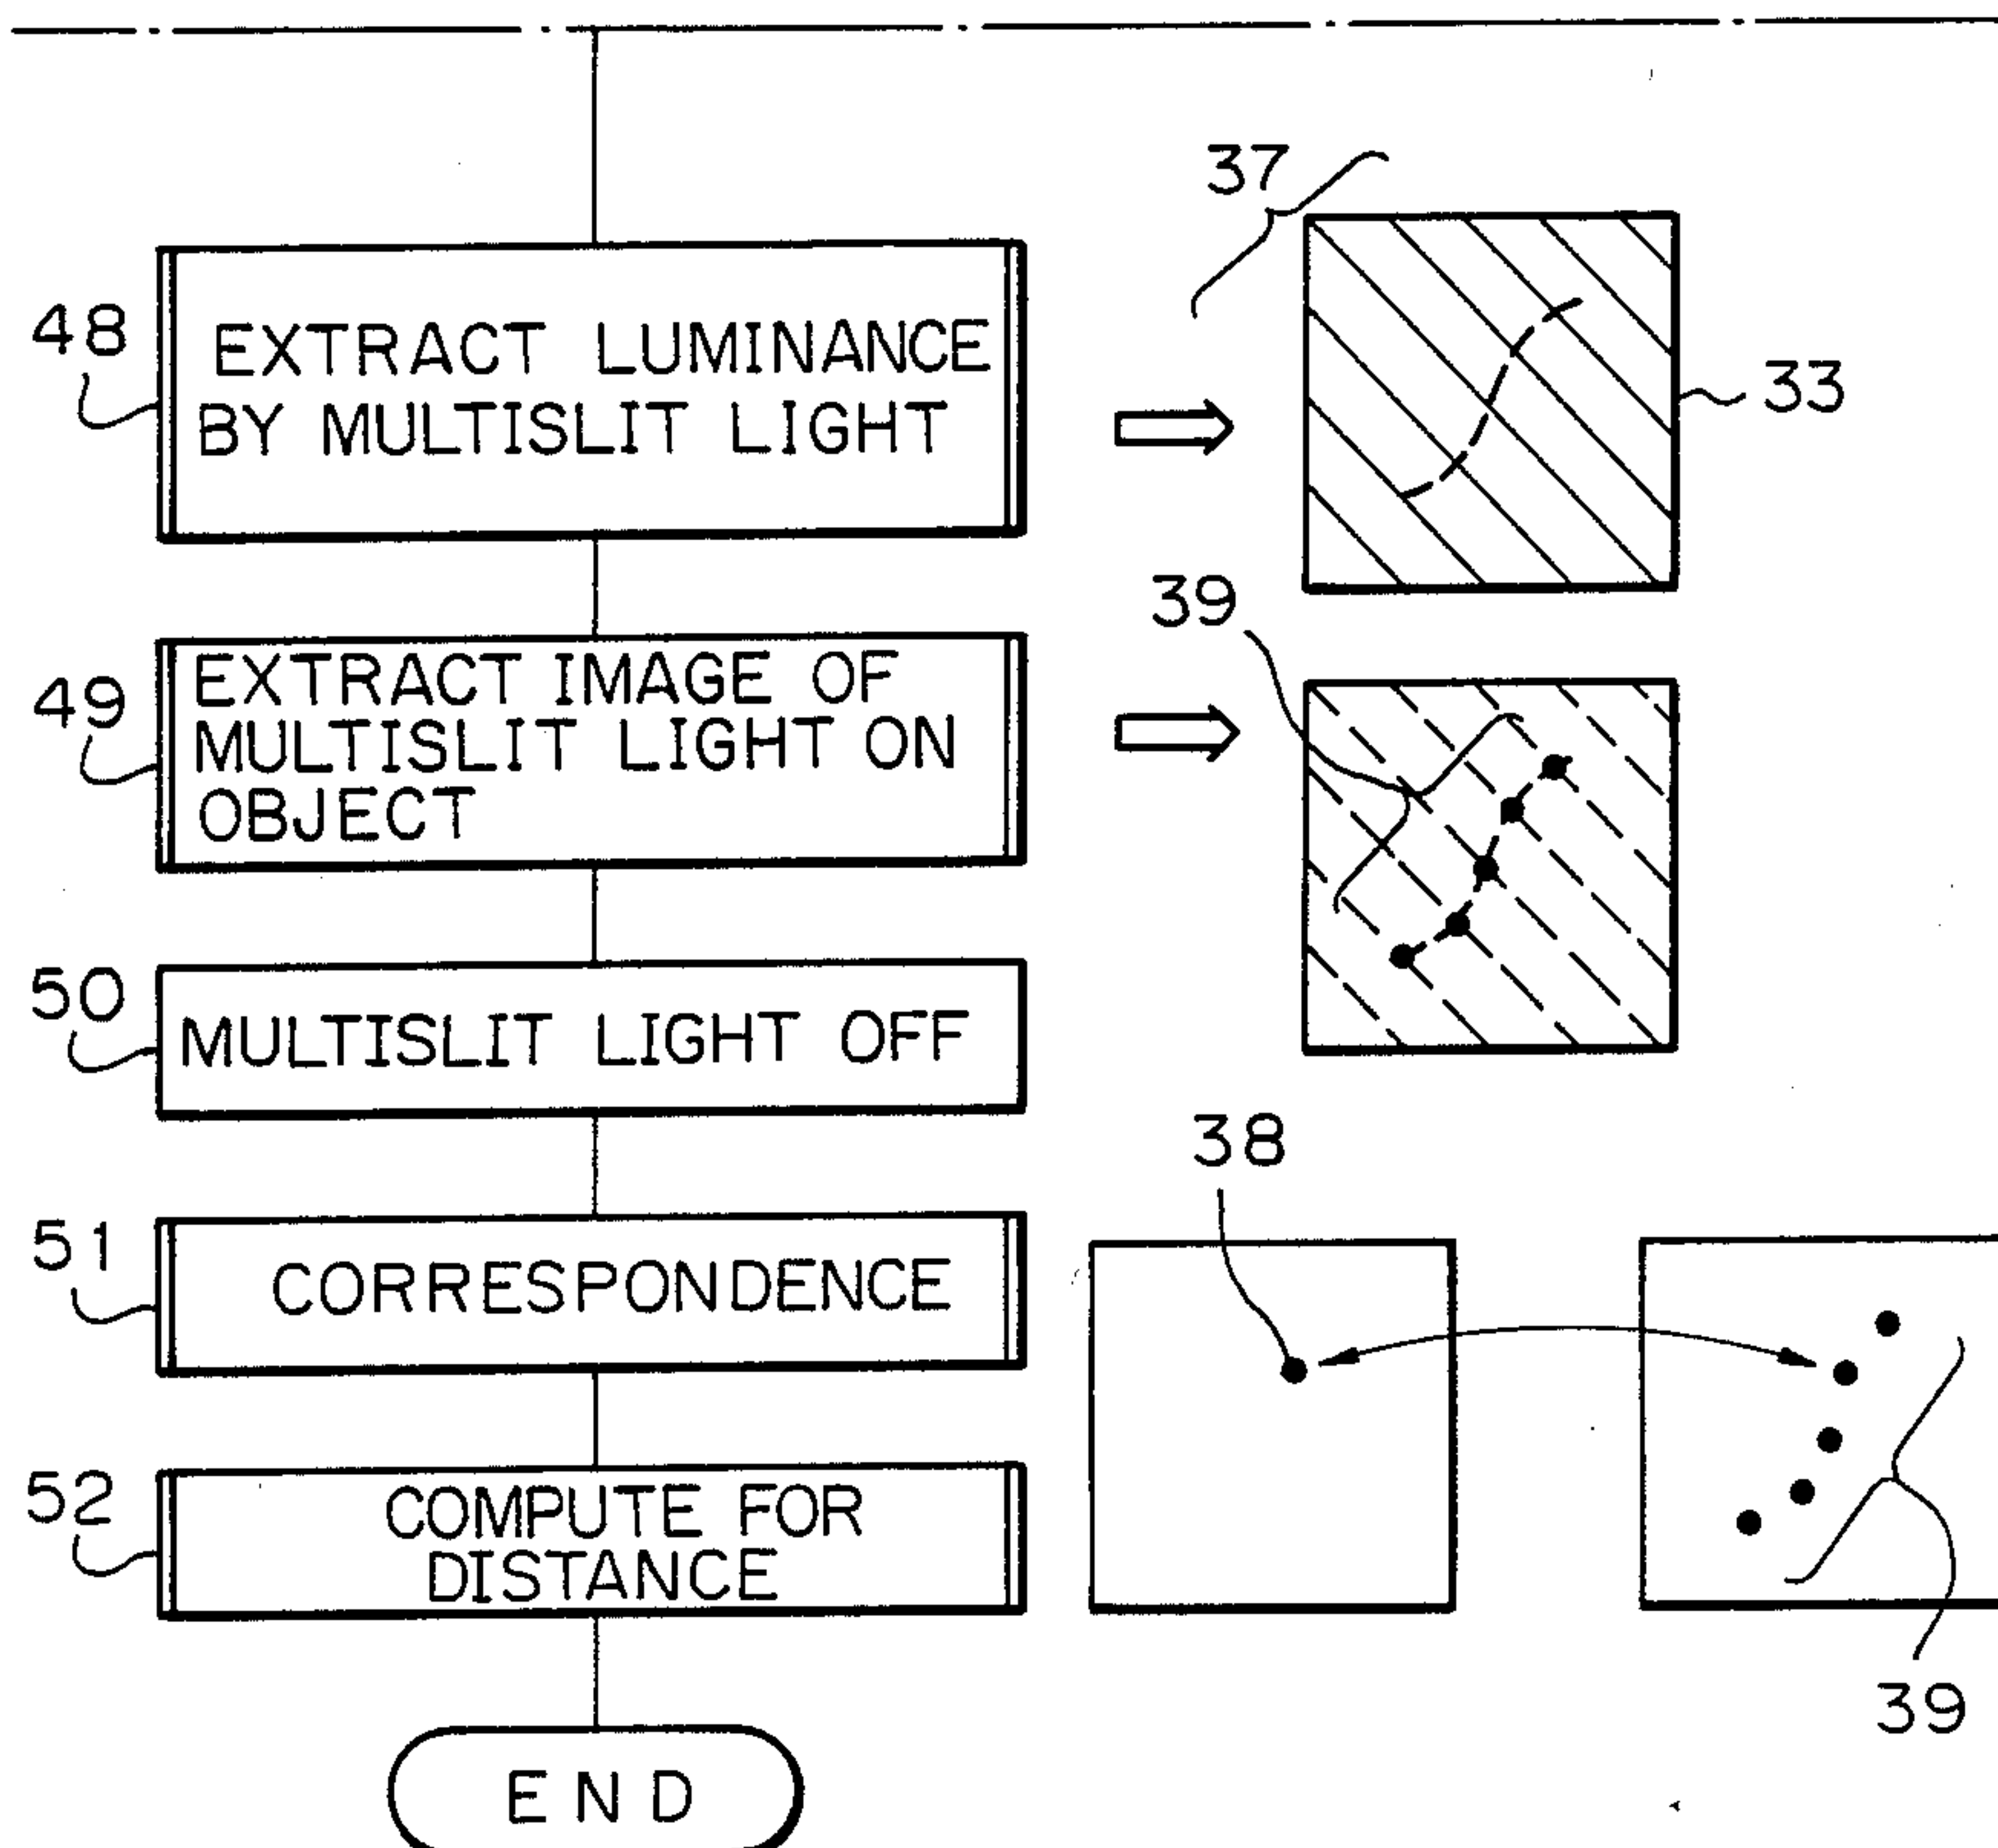 37
48
EXTRACT LUMINANCE
BY MULTISLIT LIGHT
33
39
49
EXTRACT IMAGE OF
MULTISLIT LIGHT ON
OBJECT
50
MULTISLIT LIGHT OFF
38
51
CORRESPONDENCE
52
COMPUTE FOR
DISTANCE
39
END